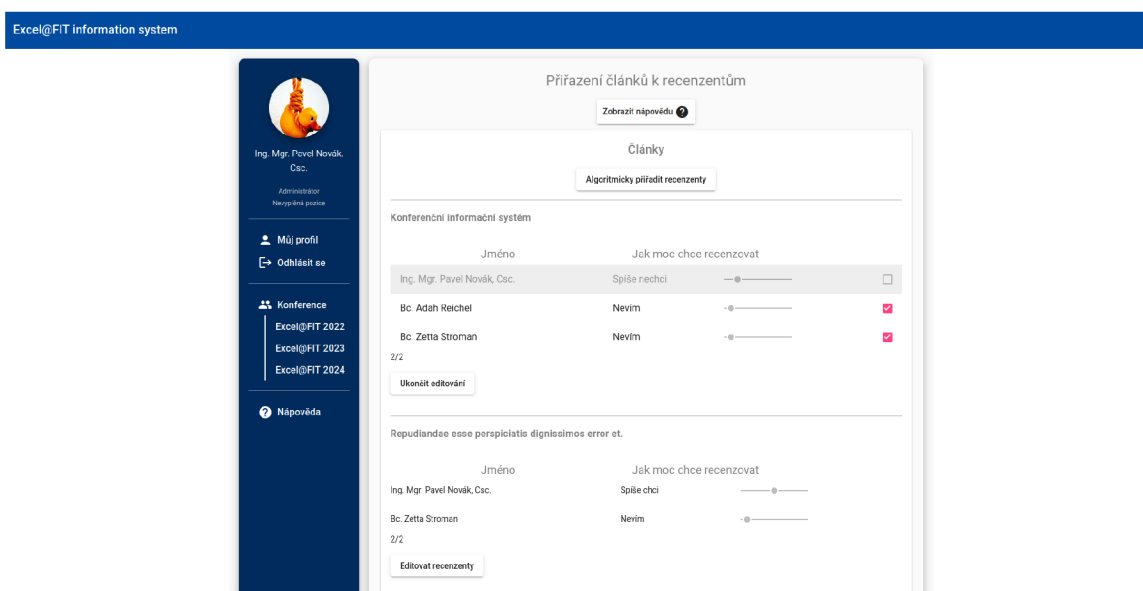 Excel@FIT information system
Ing. Mgr. Pavel Novák,
Csc.
Administrátor
Nevyplněná pozice
Můj profil
Odhlásit se
Konference
Excel@FIT 2022
Excel@FIT 2023
Excel@FIT 2024
Nápověda
Přiřazení článků k recenzentům
Zobrazit nápovědu
Články
Algoritmicky přiřadit recenzenty
Konferenční informační systém
Jméno Jak moc chce recenzovat
Ing. Mgr. Pavel Novák, Csc. Spíše nechci
Bc. Adah Reichel Nevím
Bc. Zetta Stroman Nevím
2/2
Ukončit editování
Repudiandae esse perspiciatis dignissimos error et.
Jméno Jak moc chce recenzovat
Ing. Mgr. Pavel Novák, Csc. Spíše chci
Bc. Zetta Stroman Nevím
2/2
Editovat recenzenty